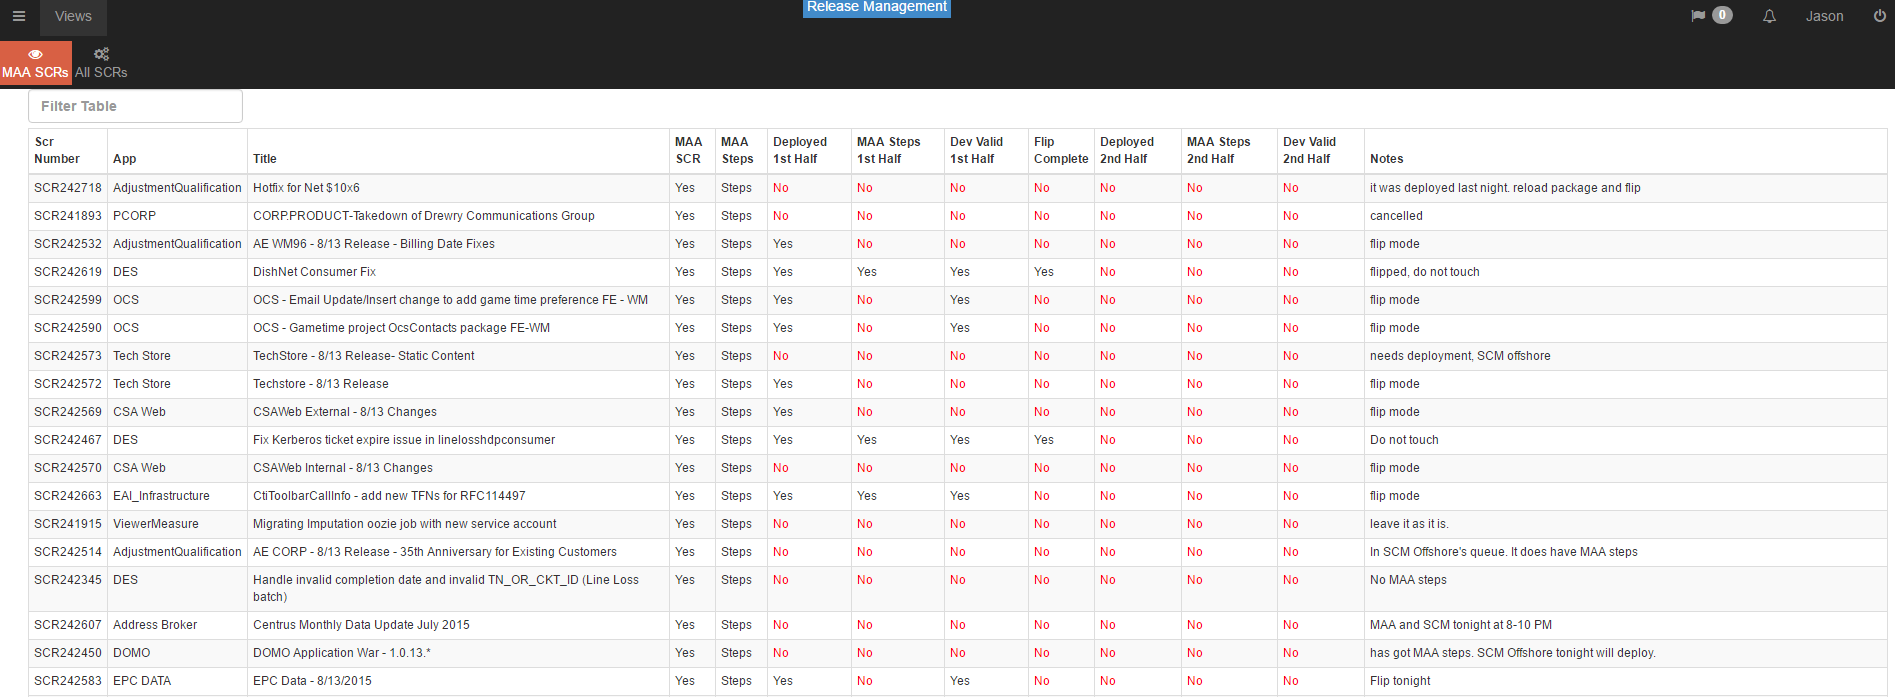 Views
Release Management
0
Jason
MAA SCRs
All SCRs
Filter Table
Scr Number App Title MAA SCR MAA Steps Deployed 1st Half MAA Steps 1st Half Dev Valid 1st Half Flip Complete Deployed 2nd Half MAA Steps 2nd Half Dev Valid 2nd Half Notes
SCR242718 AdjustmentQualification Hotfix for Net $10x6 Yes Steps No No No No No No No it was deployed last night. reload package and flip
SCR241893 PCORP CORP.PRODUCT-Takedown of Drewry Communications Group Yes Steps No No No No No No No cancelled
SCR242532 AdjustmentQualification AE WM96 - 8/13 Release - Billing Date Fixes Yes Steps Yes No No No No No No flip mode
SCR242619 DES DishNet Consumer Fix Yes Steps Yes Yes Yes Yes No No No flipped, do not touch
SCR242599 OCS OCS - Email Update/Insert change to add game time preference FE - WM Yes Steps Yes No Yes No No No No flip mode
SCR242590 OCS OCS - Gametime project OcsContacts package FE-WM Yes Steps Yes No Yes No No No No flip mode
SCR242573 Tech Store TechStore - 8/13 Release- Static Content Yes Steps No No No No No No No needs deployment, SCM offshore
SCR242572 Tech Store Techstore - 8/13 Release Yes Steps Yes No No No No No No flip mode
SCR242569 CSA Web CSAWeb External - 8/13 Changes Yes Steps Yes No No No No No No flip mode
SCR242467 DES Fix Kerberos ticket expire issue in linelosshdpconsumer Yes Steps Yes Yes Yes Yes No No No Do not touch
SCR242570 CSA Web CSAWeb Internal - 8/13 Changes Yes Steps No No No No No No No flip mode
SCR242663 EAI_Infrastructure CtiToolbarCallInfo - add new TFNs for RFC114497 Yes Steps Yes Yes Yes No No No No flip mode
SCR241915 ViewerMeasure Migrating Imputation oozie job with new service account Yes Steps No No No No No No No leave it as it is.
SCR242514 AdjustmentQualification AE CORP - 8/13 Release - 35th Anniversary for Existing Customers Yes Steps No No No No No No No In SCM Offshore's queue. It does have MAA steps
SCR242345 DES Handle invalid completion date and invalid TN_OR_CKT_ID (Line Loss batch) Yes Steps No No No No No No No No MAA steps
SCR242607 Address Broker Centrus Monthly Data Update July 2015 Yes Steps No No No No No No No MAA and SCM tonight at 8-10 PM
SCR242450 DOMO DOMO Application War - 1.0.13.* Yes Steps No No No No No No No has got MAA steps. SCM Offshore tonight will deploy.
SCR242583 EPC DATA EPC Data - 8/13/2015 Yes Steps Yes No Yes No No No No Flip tonight